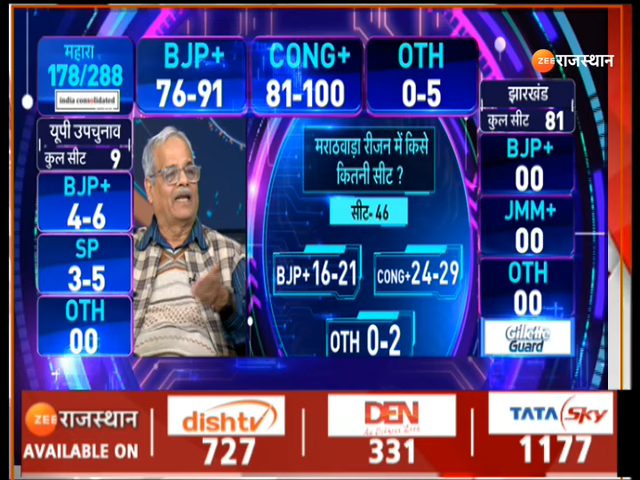 महारा
178/288
india consolidated
BJP+
76-91
CONG+
81-100
OTH
0-5
ZEE राजस्थान
यूपी उपचुनाव
कुल सीट 9
BJP+
4-6
SP
3-5
OTH
00
मराठवाड़ा रीजन में किसे
कितनी सीट ?
सीट- 46
BJP+ 16-21
CONG+ 24-29
OTH 0-2
झारखंड
कुल सीट 81
BJP+
00
JMM+
00
OTH
00
Gillette
Guard
ZEE राजस्थान
AVAILABLE ON
dishtv
727
DEN
331
TATA Sky
1177